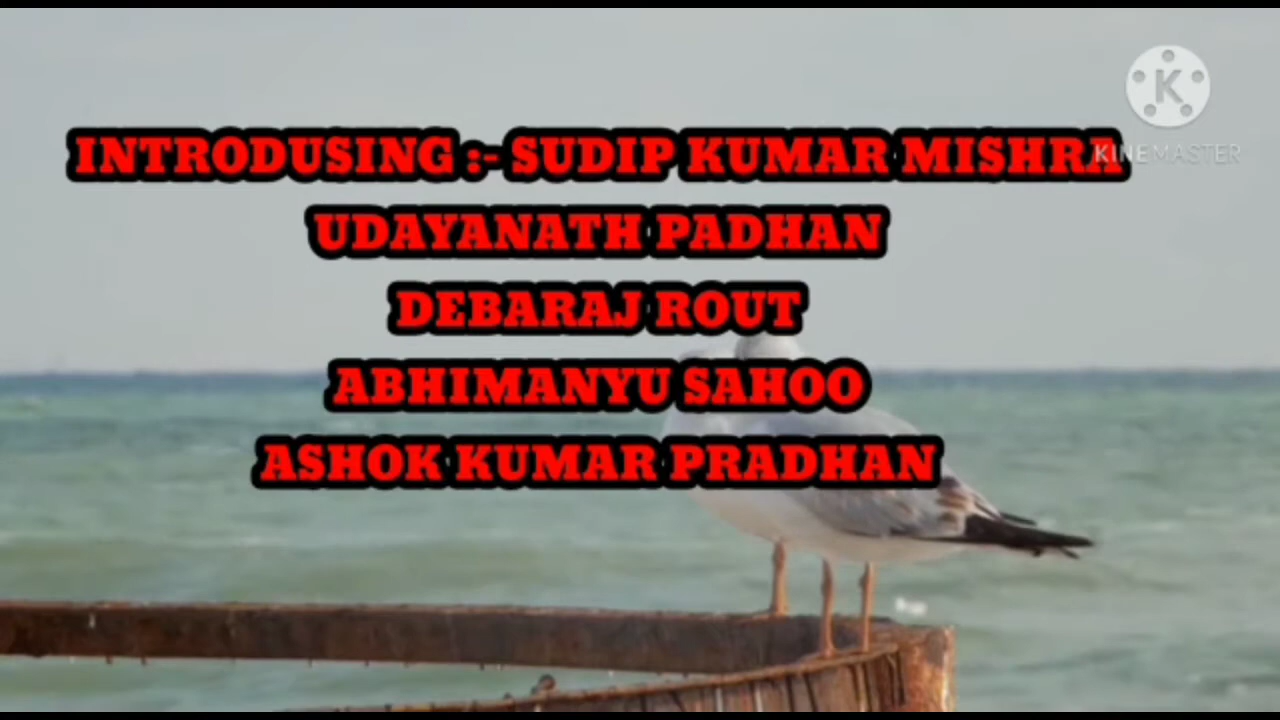 INTRODUSING :- SUDIP KUMAR MISHRA
UDAYANATH PADHAN
DEBARAJ ROUT
ABHIMANYU SAHOO
ASHOK KUMAR PRADHAN
K
KINEMASTER